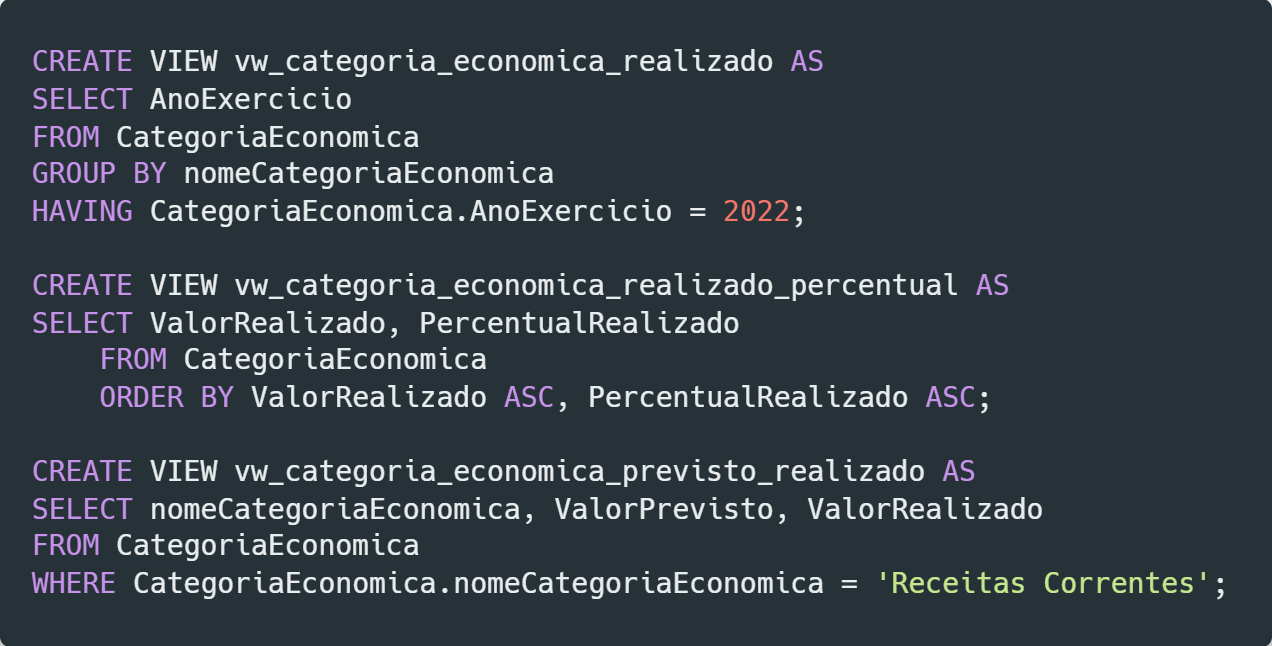 CREATE VIEW vw_categoria_economica_realizado AS
SELECT AnoExercicio
FROM CategoriaEconomica
GROUP BY nomeCategoriaEconomica
HAVING CategoriaEconomica.AnoExercicio = 2022;

CREATE VIEW vw_categoria_economica_realizado_percentual AS
SELECT ValorRealizado, PercentualRealizado
    FROM CategoriaEconomica
    ORDER BY ValorRealizado ASC, PercentualRealizado ASC;

CREATE VIEW vw_categoria_economica_previsto_realizado AS
SELECT nomeCategoriaEconomica, ValorPrevisto, ValorRealizado
FROM CategoriaEconomica
WHERE CategoriaEconomica.nomeCategoriaEconomica = 'Receitas Correntes';